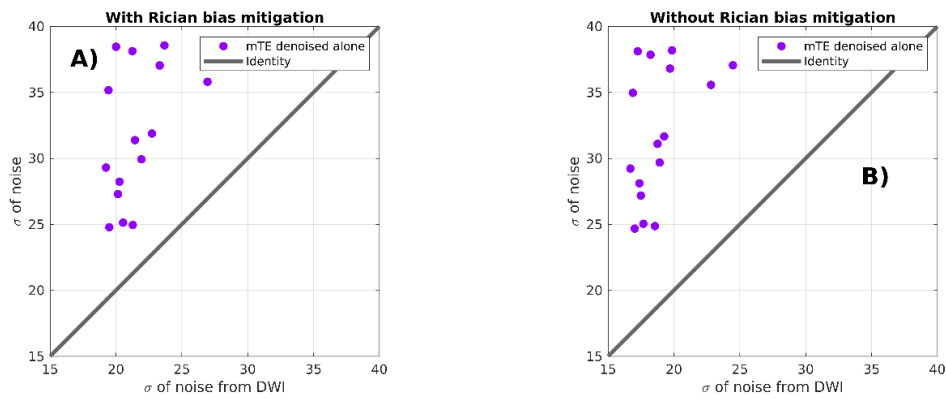 With Rician bias mitigation
A)
mTE denoised alone
Identity
40
35
30
25
20
15
σ of noise
15 20 25 30 35 40
σ of noise from DWI
Without Rician bias mitigation
B)
mTE denoised alone
Identity
40
35
30
25
20
15
σ of noise
15 20 25 30 35 40
σ of noise from DWI